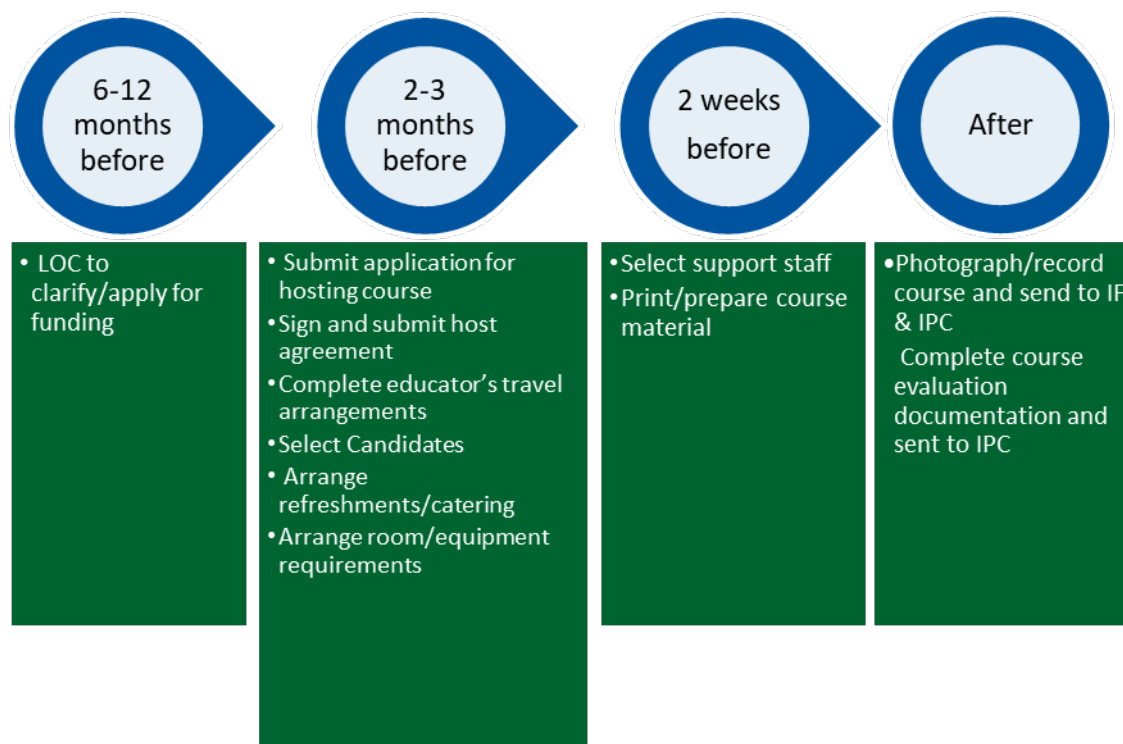 6-12
months
before
2-3
months
before
2 weeks
before
After
• LOC to
clarify/apply for
funding
• Submit application for
hosting course
•Sign and submit host
agreement
•Complete educator's travel
arrangements
•Select Candidates
• Arrange
refreshments/catering
•Arrange room/equipment
requirements
•Select support staff
•Print/prepare course
material
•Photograph/record
course and send to IF
& IPC
Complete course
evaluation
documentation and
sent to IPC